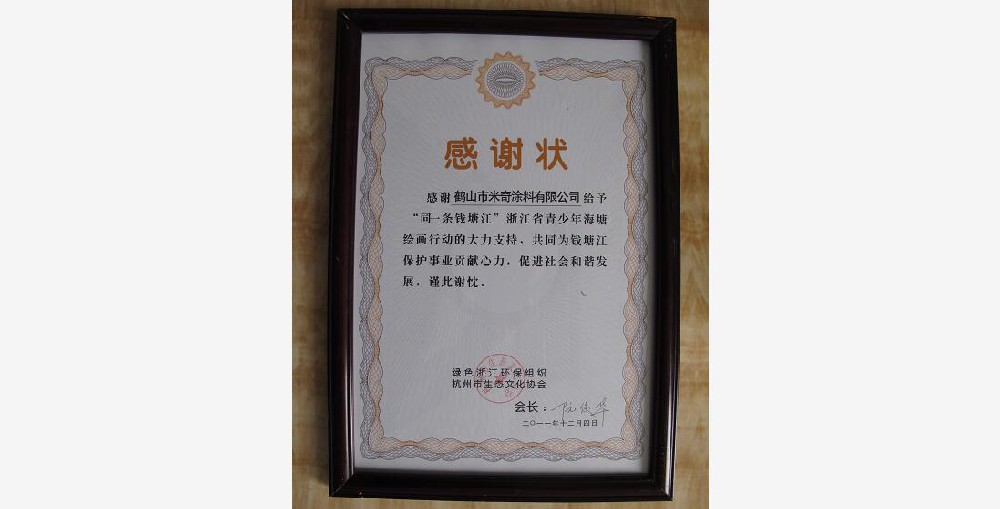 感谢状
感谢 鹤山市米奇涂料有限公司 给予
“同一条钱塘江”浙江省青少年海塘
绘画行动的大力支持、共同为钱塘江
保护事业贡献心力，促进社会和谐发
展，谨此谢忱．
绿色浙江环保组织
杭州市生态文化协会
会长：
二〇一一年十二月四日